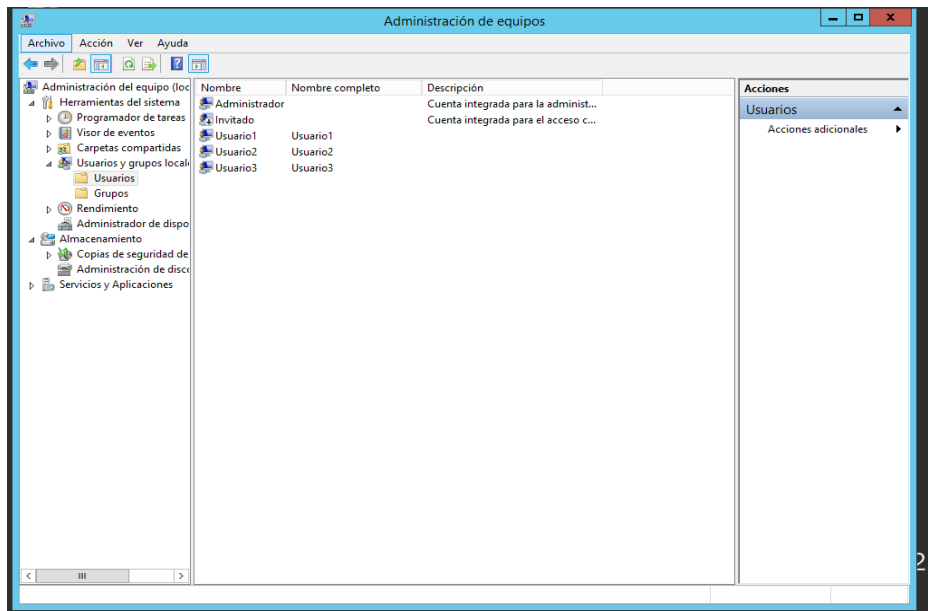 Administración de equipos
Archivo Acción Ver Ayuda
Administración del equipo (loc
Herramientas del sistema
Programador de tareas
Visor de eventos
Carpetas compartidas
Usuarios y grupos local
Usuarios
Grupos
Rendimiento
Administrador de dispo
Almacenamiento
Copias de seguridad de
Administración de disc
Servicios y Aplicaciones
Nombre Nombre completo Descripción
Administrador Cuenta integrada para la administ...
Invitado Cuenta integrada para el acceso c...
Usuario1 Usuario1
Usuario2 Usuario2
Usuario3 Usuario3
Acciones
Usuarios
Acciones adicionales
2